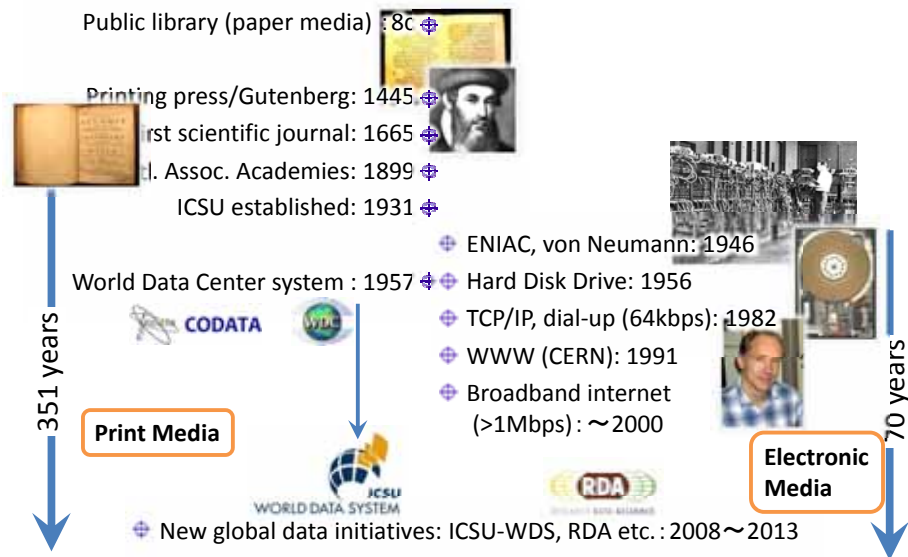 Public library (paper media) : 8c
Printing press/Gutenberg: 1445
irst scientific journal: 1665
tl. Assoc. Academies: 1899
ICSU established: 1931
ENIAC, von Neumann: 1946
World Data Center system : 1957
Hard Disk Drive: 1956
TCP/IP, dial-up (64kbps): 1982
CODATA
WDC
WWW (CERN): 1991
Broadband internet
(>1Mbps) : ～2000
351 years
70 years
Print Media
Electronic
Media
ICSU
WORLD DATA SYSTEM
RDA
New global data initiatives: ICSU-WDS, RDA etc. : 2008～2013